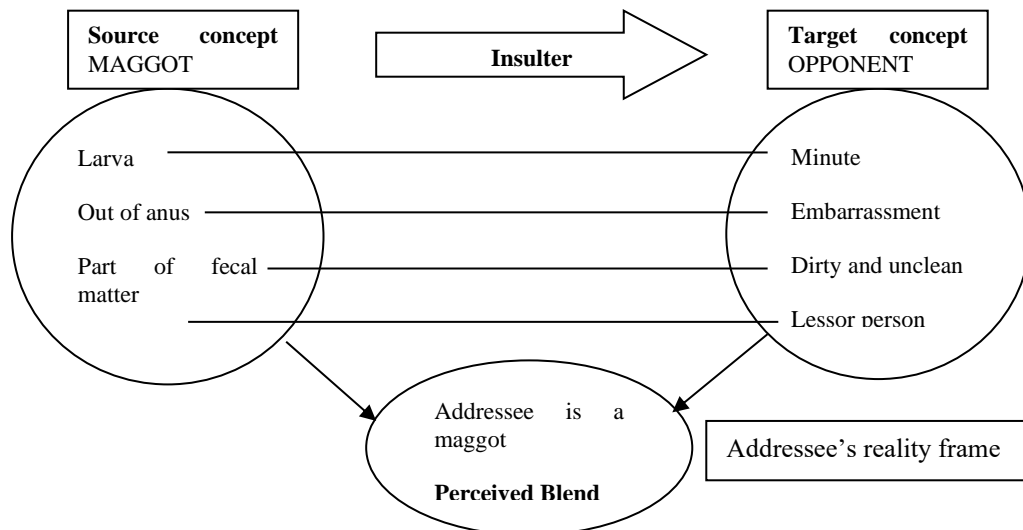 Source concept
MAGGOT
Insulter
Target concept
OPPONENT
Larva
Minute
Out of anus
Embarrassment
Part of fecal
matter
Dirty and unclean
Lessor person
Addressee is a
maggot
Perceived Blend
Addressee's reality frame